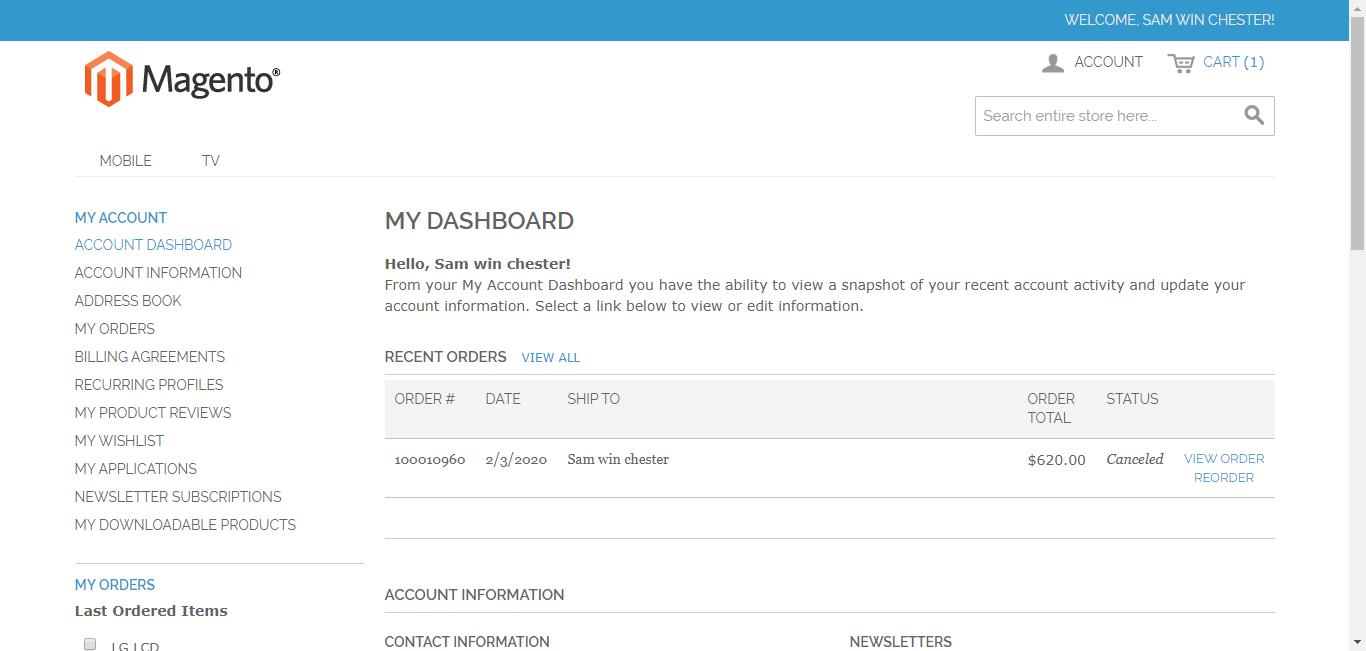 WELCOME, SAM WIN CHESTER!
Magento®
ACCOUNT
CART (1)
Search entire store here...
MOBILE
TV
MY ACCOUNT
ACCOUNT DASHBOARD
ACCOUNT INFORMATION
ADDRESS BOOK
MY ORDERS
BILLING AGREEMENTS
RECURRING PROFILES
MY PRODUCT REVIEWS
MY WISHLIST
MY APPLICATIONS
NEWSLETTER SUBSCRIPTIONS
MY DOWNLOADABLE PRODUCTS
MY ORDERS
Last Ordered Items
LG LCD
MY DASHBOARD
Hello, Sam win chester!
From your My Account Dashboard you have the ability to view a snapshot of your recent account activity and update your
account information. Select a link below to view or edit information.
RECENT ORDERS VIEW ALL
ORDER # DATE SHIP TO ORDER TOTAL STATUS
100010960 2/3/2020 Sam win chester $620.00 Canceled VIEW ORDER
REORDER
ACCOUNT INFORMATION
CONTACT INFORMATION
NEWSLETTERS